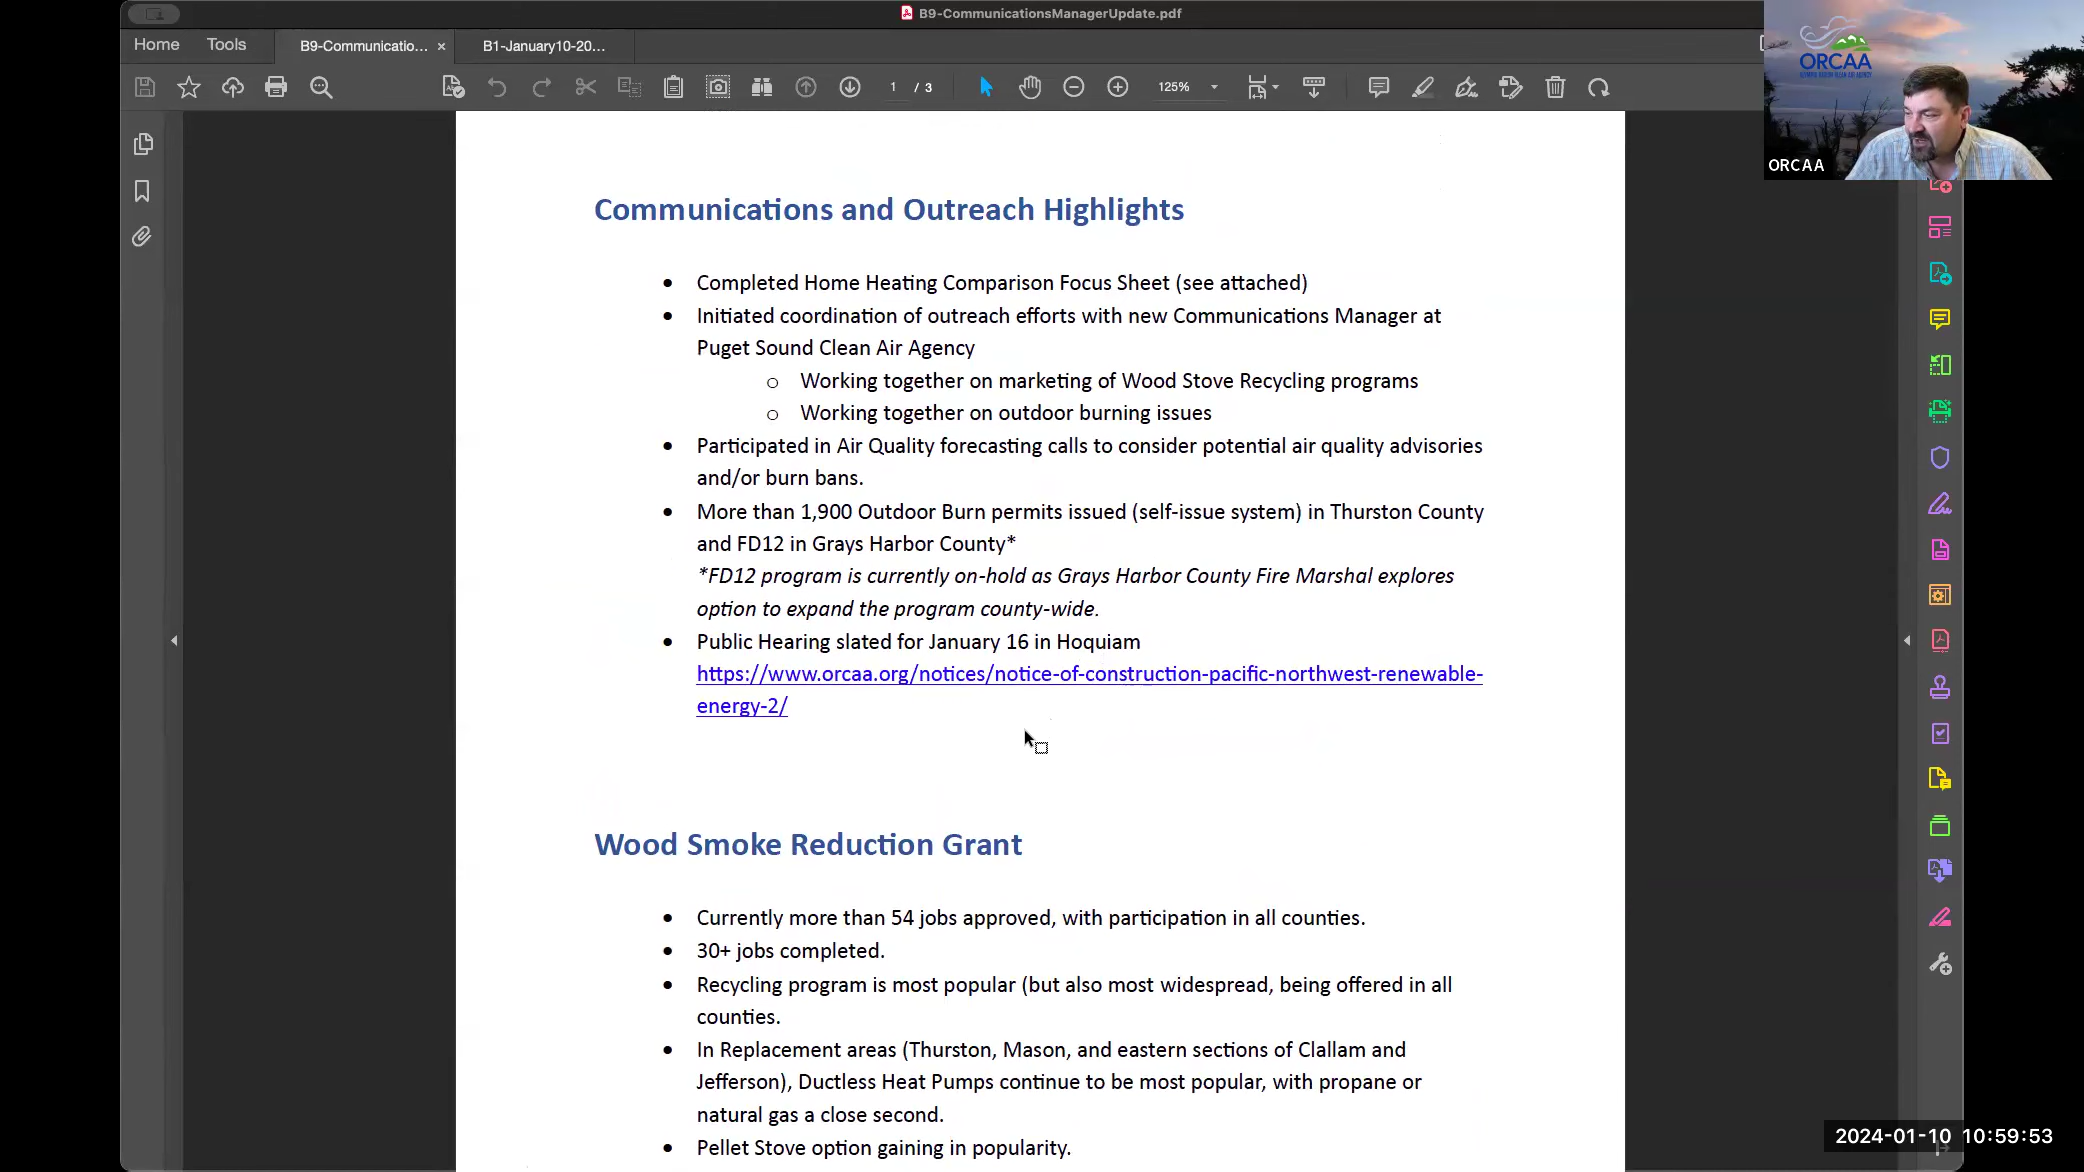 B9-CommunicationsManagerUpdate.pdf
Home Tools B9-Communicatio... × B1-January10-20...
1 / 3 125%
ORCAA
ORCAA
Communications and Outreach Highlights
• Completed Home Heating Comparison Focus Sheet (see attached)
• Initiated coordination of outreach efforts with new Communications Manager at
Puget Sound Clean Air Agency
o Working together on marketing of Wood Stove Recycling programs
o Working together on outdoor burning issues
• Participated in Air Quality forecasting calls to consider potential air quality advisories
and/or burn bans.
• More than 1,900 Outdoor Burn permits issued (self-issue system) in Thurston County
and FD12 in Grays Harbor County*
*FD12 program is currently on-hold as Grays Harbor County Fire Marshal explores
option to expand the program county-wide.
• Public Hearing slated for January 16 in Hoquiam
https://www.orcaa.org/notices/notice-of-construction-pacific-northwest-renewable-
energy-2/
Wood Smoke Reduction Grant
• Currently more than 54 jobs approved, with participation in all counties.
• 30+ jobs completed.
• Recycling program is most popular (but also most widespread, being offered in all
counties.
• In Replacement areas (Thurston, Mason, and eastern sections of Clallam and
Jefferson), Ductless Heat Pumps continue to be most popular, with propane or
natural gas a close second.
• Pellet Stove option gaining in popularity.
2024-01-10 10:59:53